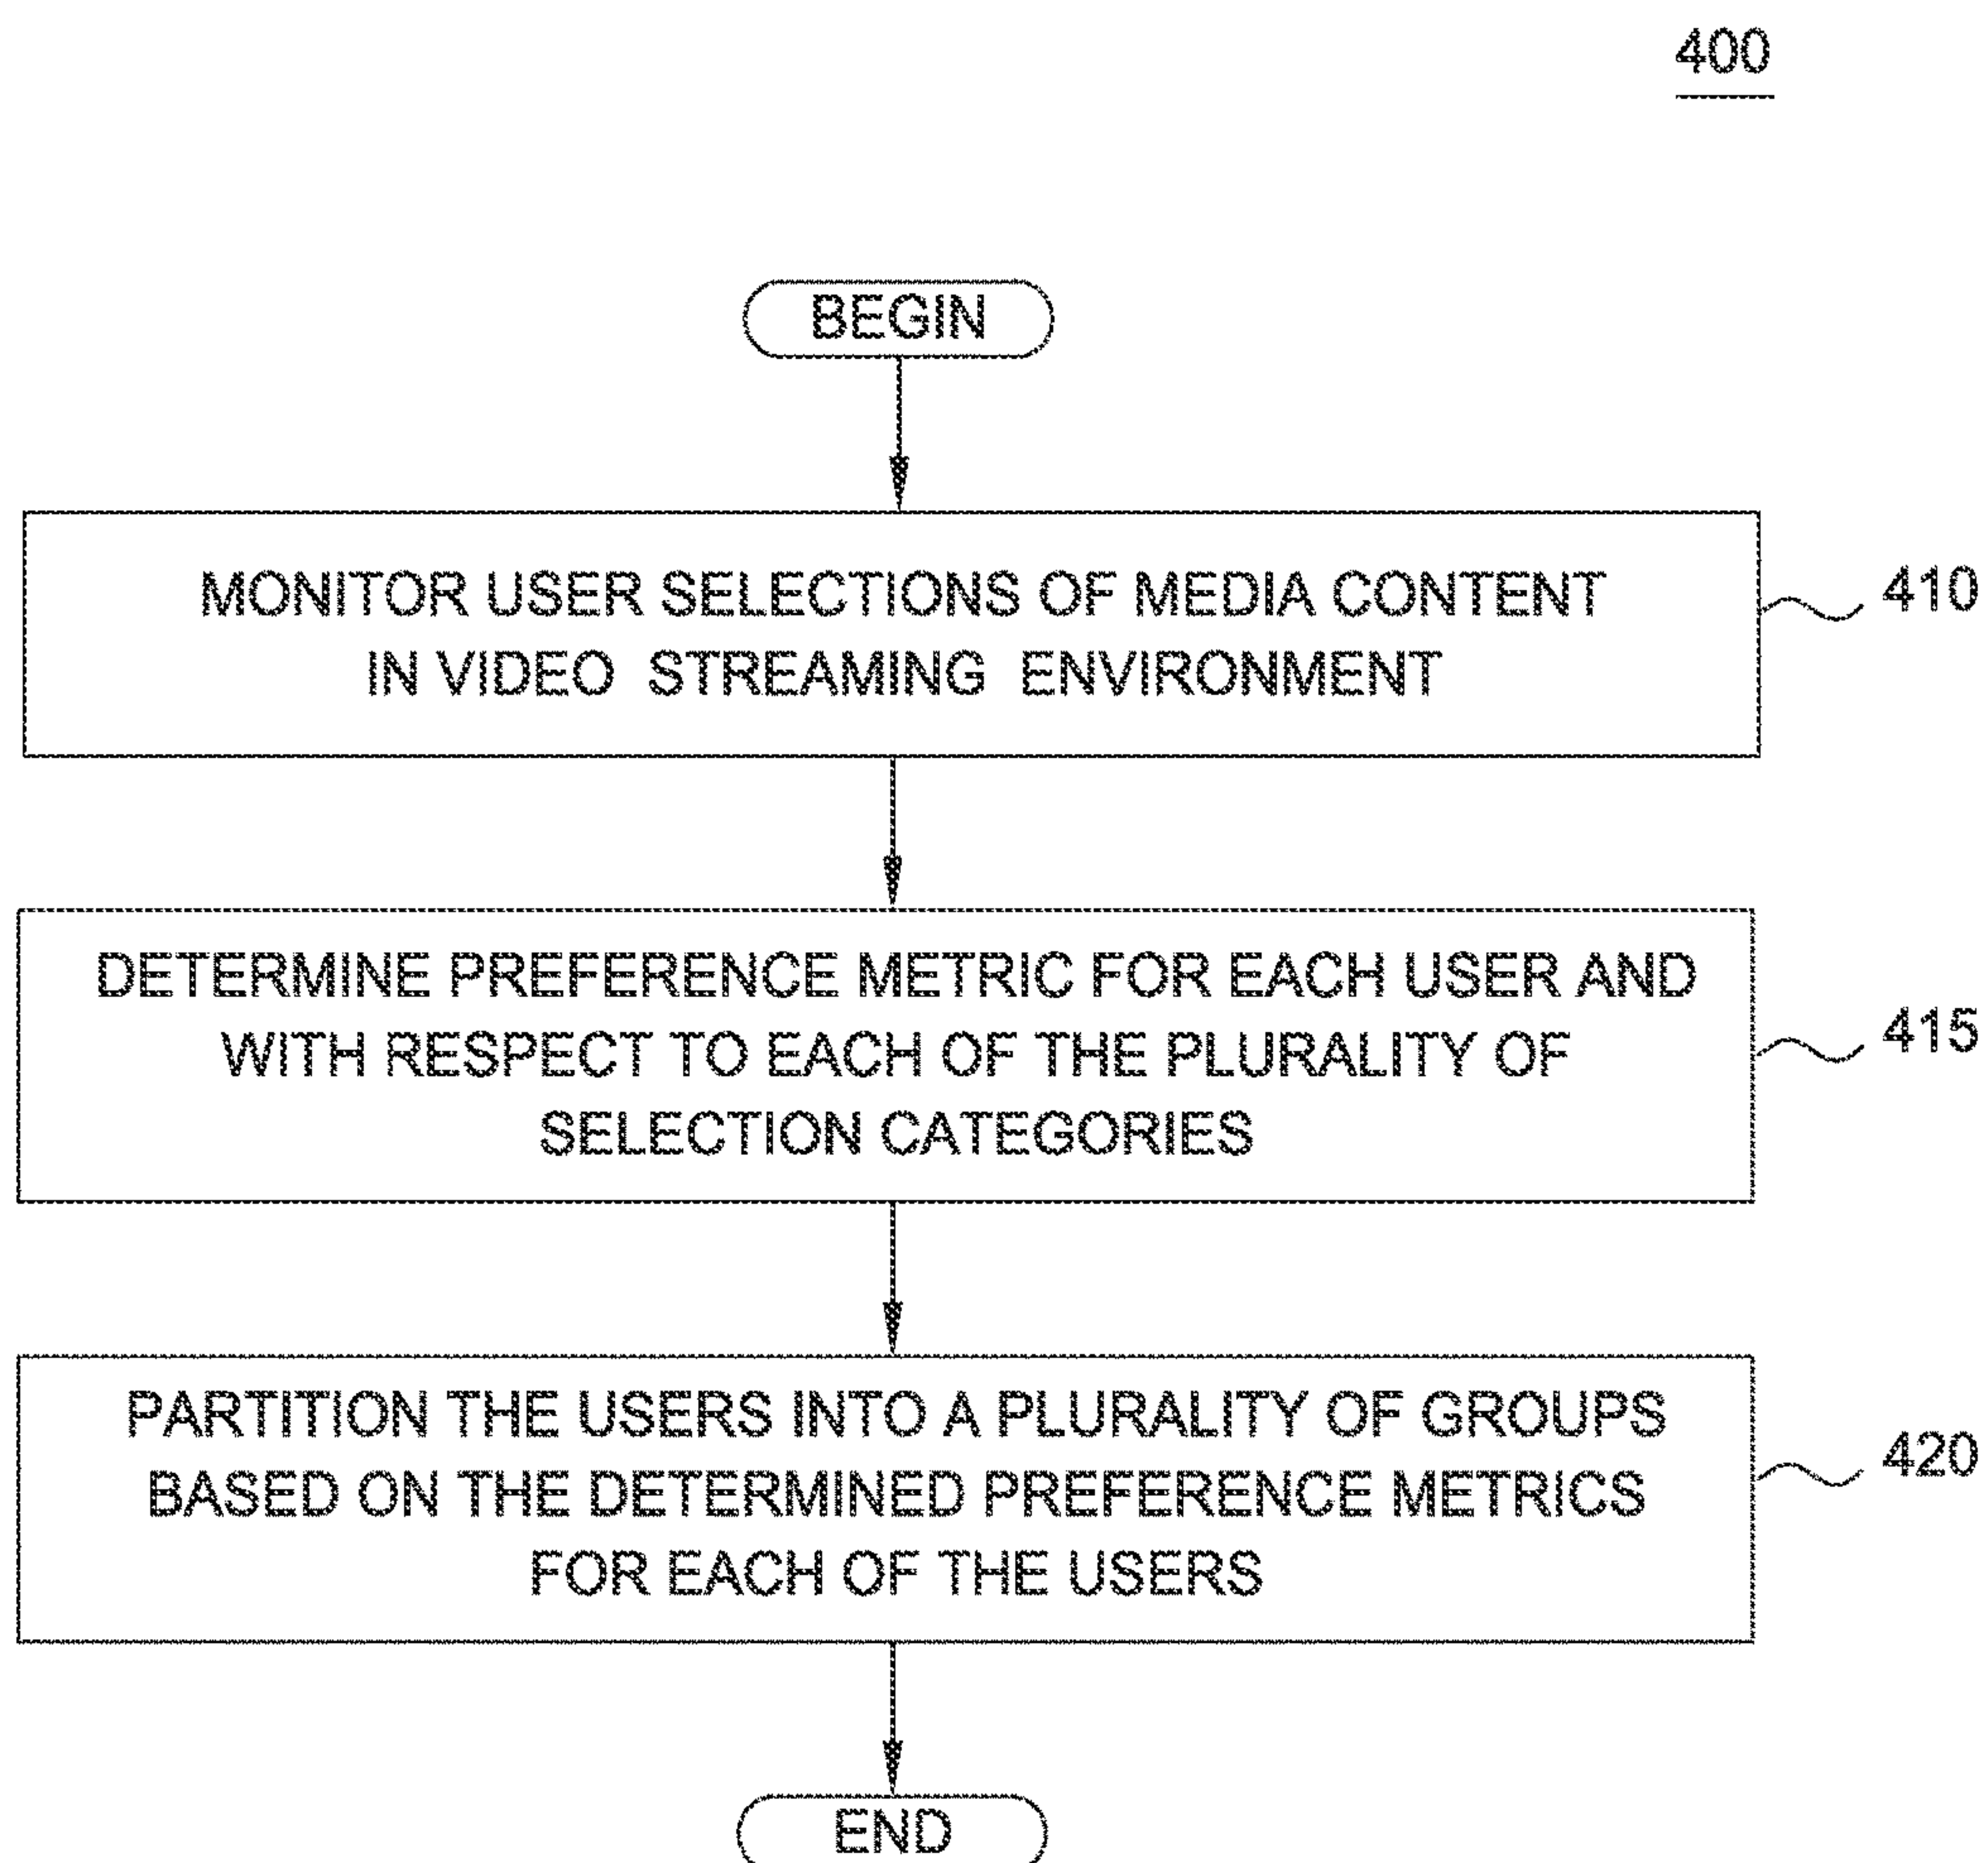 400
BEGIN
MONITOR USER SELECTIONS OF MEDIA CONTENT
IN VIDEO STREAMING ENVIRONMENT
410
DETERMINE PREFERENCE METRIC FOR EACH USER AND
WITH RESPECT TO EACH OF THE PLURALITY OF
SELECTION CATEGORIES
415
PARTITION THE USERS INTO A PLURALITY OF GROUPS
BASED ON THE DETERMINED PREFERENCE METRICS
FOR EACH OF THE USERS
420
END